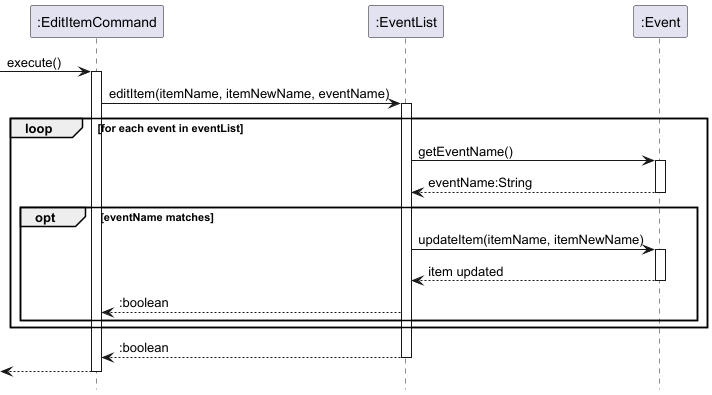 :EditItemCommand
:EventList
:Event
execute()
editItem(itemName, itemNewName, eventName)
loop
[for each event in eventList]
getEventName()
eventName:String
opt
[eventName matches]
updateItem(itemName, itemNewName)
item updated
:boolean
:boolean